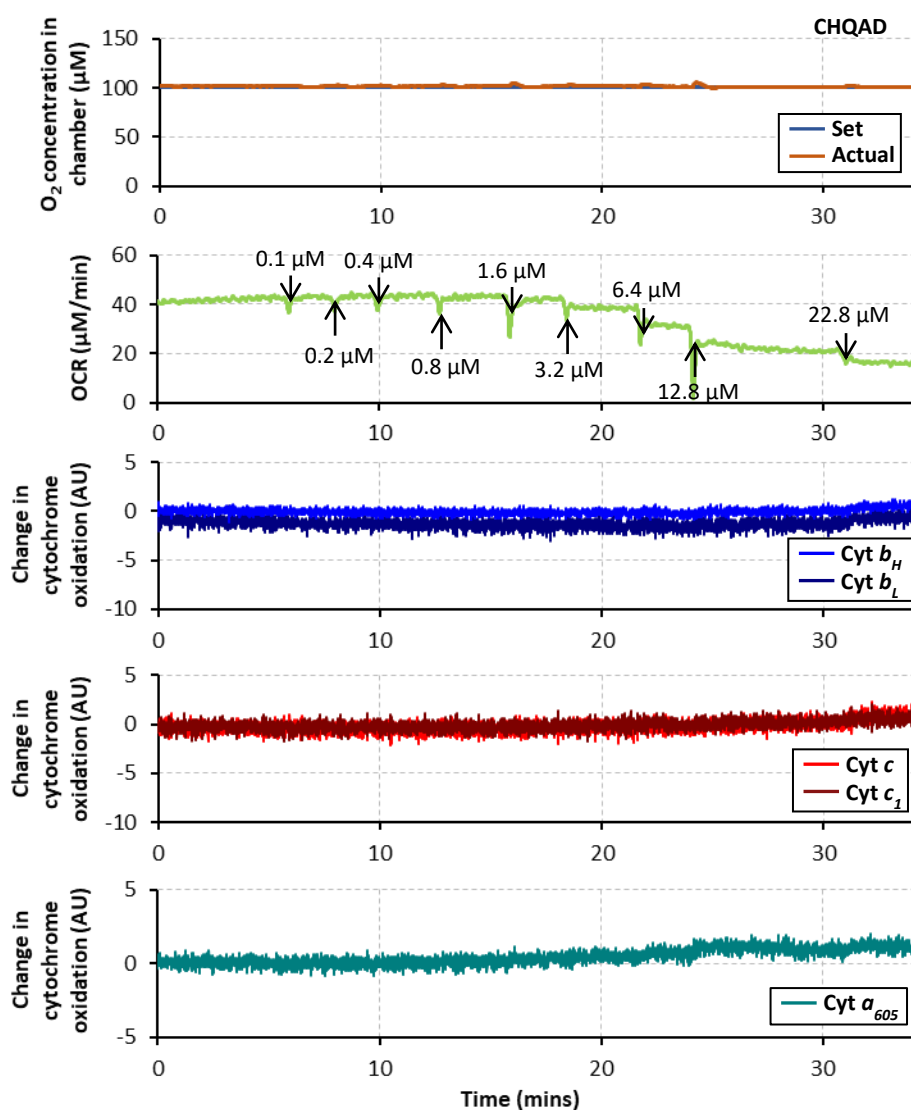 CHQAD
O2 concentration in
chamber (µM)
150
100
50
0
Set
Actual
0 10 20 30
OCR (µM/min)
60
40
20
0
0.1 µM
0.2 µM
0.4 µM
0.8 µM
1.6 µM
3.2 µM
6.4 µM
12.8 µM
22.8 µM
0 10 20 30
Change in
cytochrome
oxidation (AU)
5
0
-5
-10
Cyt bH
Cyt bL
0 10 20 30
Change in
cytochrome
oxidation (AU)
5
0
-5
-10
Cyt c
Cyt c1
0 10 20 30
Change in
cytochrome
oxidation (AU)
5
0
-5
Cyt a605
0 10 20 30
Time (mins)